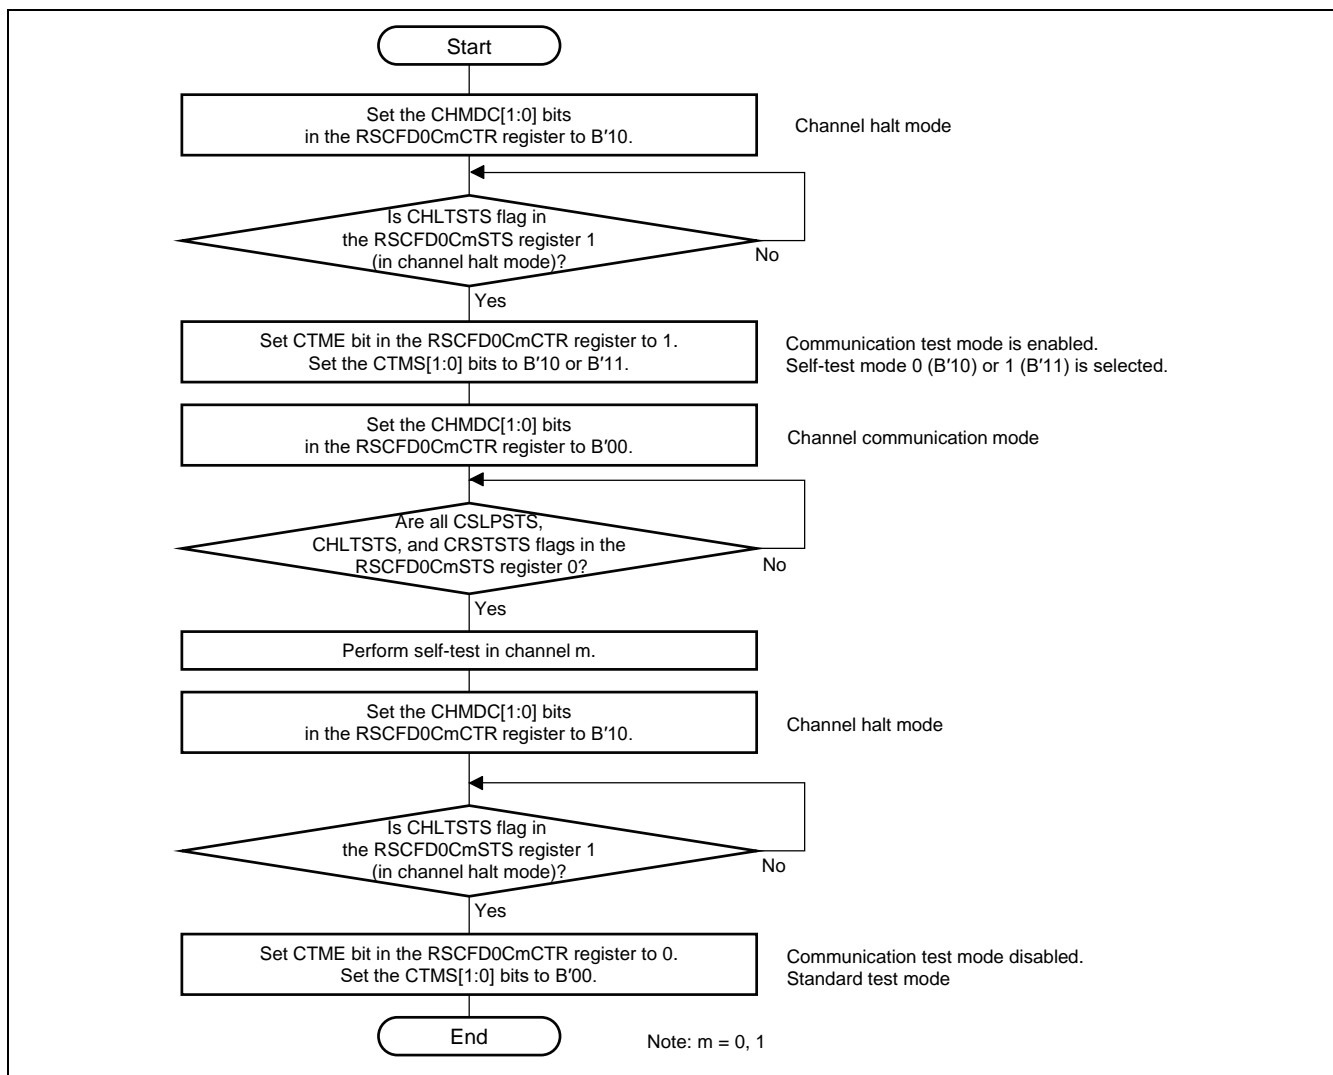 Start
Set the CHMDC[1:0] bits
in the RSCFD0CmCTR register to B′10.
Channel halt mode
Is CHLTSTS flag in
the RSCFD0CmSTS register 1
(in channel halt mode)?
No
Yes
Set CTME bit in the RSCFD0CmCTR register to 1.
Set the CTMS[1:0] bits to B′10 or B′11.
Communication test mode is enabled.
Self-test mode 0 (B′10) or 1 (B′11) is selected.
Set the CHMDC[1:0] bits
in the RSCFD0CmCTR register to B′00.
Channel communication mode
Are all CSLPSTS,
CHLTSTS, and CRSTSTS flags in the
RSCFD0CmSTS register 0?
No
Yes
Perform self-test in channel m.
Set the CHMDC[1:0] bits
in the RSCFD0CmCTR register to B′10.
Channel halt mode
Is CHLTSTS flag in
the RSCFD0CmSTS register 1
(in channel halt mode)?
No
Yes
Set CTME bit in the RSCFD0CmCTR register to 0.
Set the CTMS[1:0] bits to B′00.
Communication test mode disabled.
Standard test mode
End
Note: m = 0, 1